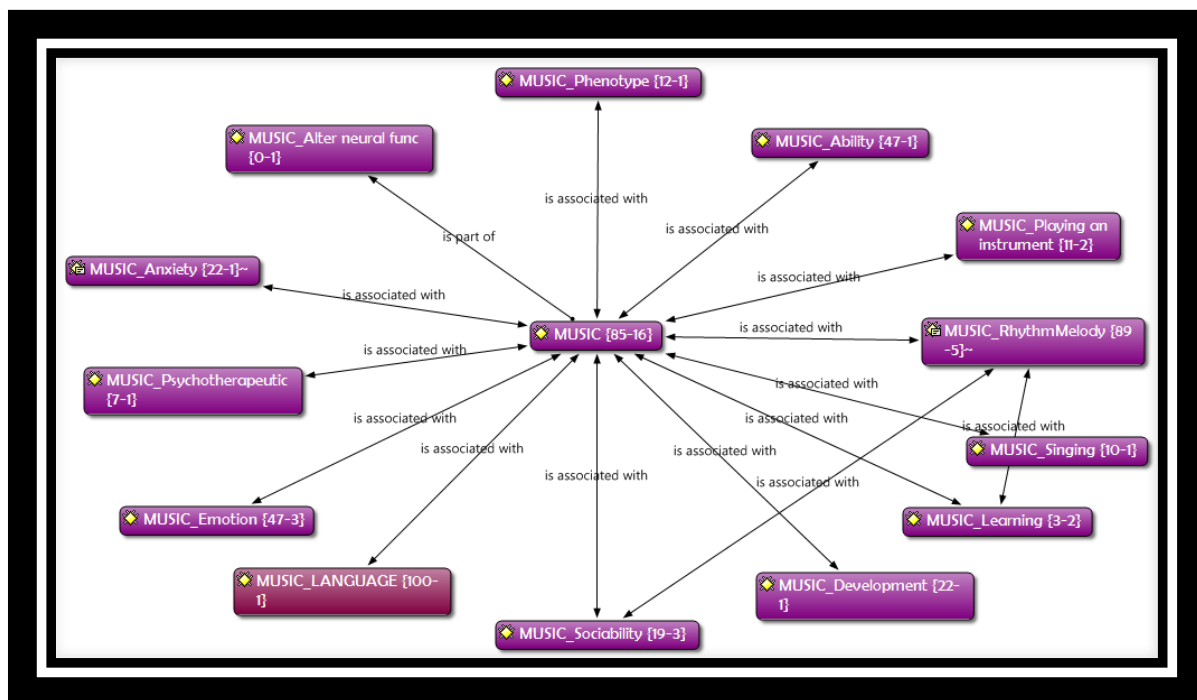 MUSIC_Phenotype {12-1}
MUSIC_Alter neural func
{0-1}
MUSIC_Ability {47-1}
is associated with
MUSIC_Playing an
instrument {11-2}
is associated with
is part of
MUSIC_Anxiety {22-1}~
is associated with
is associated with
MUSIC {85-16}
is associated with
MUSIC_RhythmMelody {89
-5}~
is associated with
is associated with
MUSIC_Psychotherapeutic
{7-1}
is associated with
is associated with
is associated with
is associated with
MUSIC_Singing {10-1}
is associated with
is associated with
is associated with
MUSIC_Emotion {47-3}
MUSIC_Learning {3-2}
MUSIC_LANGUAGE {100-
1}
MUSIC_Development {22-
1}
MUSIC_Sociability {19-3}